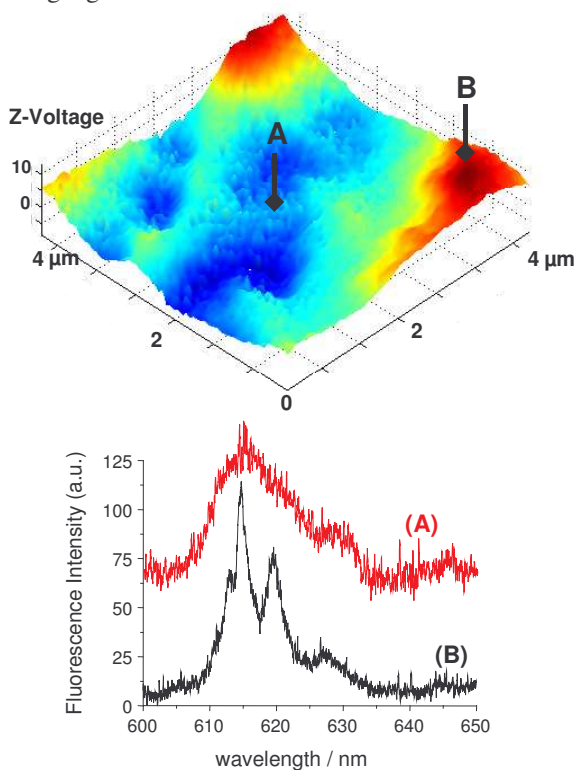 B
A
Z-Voltage
10
0
4 µm
4 µm
2
2
0
125
100
75
50
25
0
Fluorescence Intensity (a.u.)
(A)
(B)
600 610 620 630 640 650
wavelength / nm